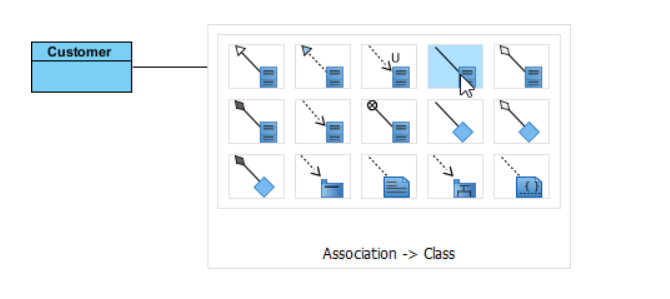 Customer
U
{ }
Association -> Class